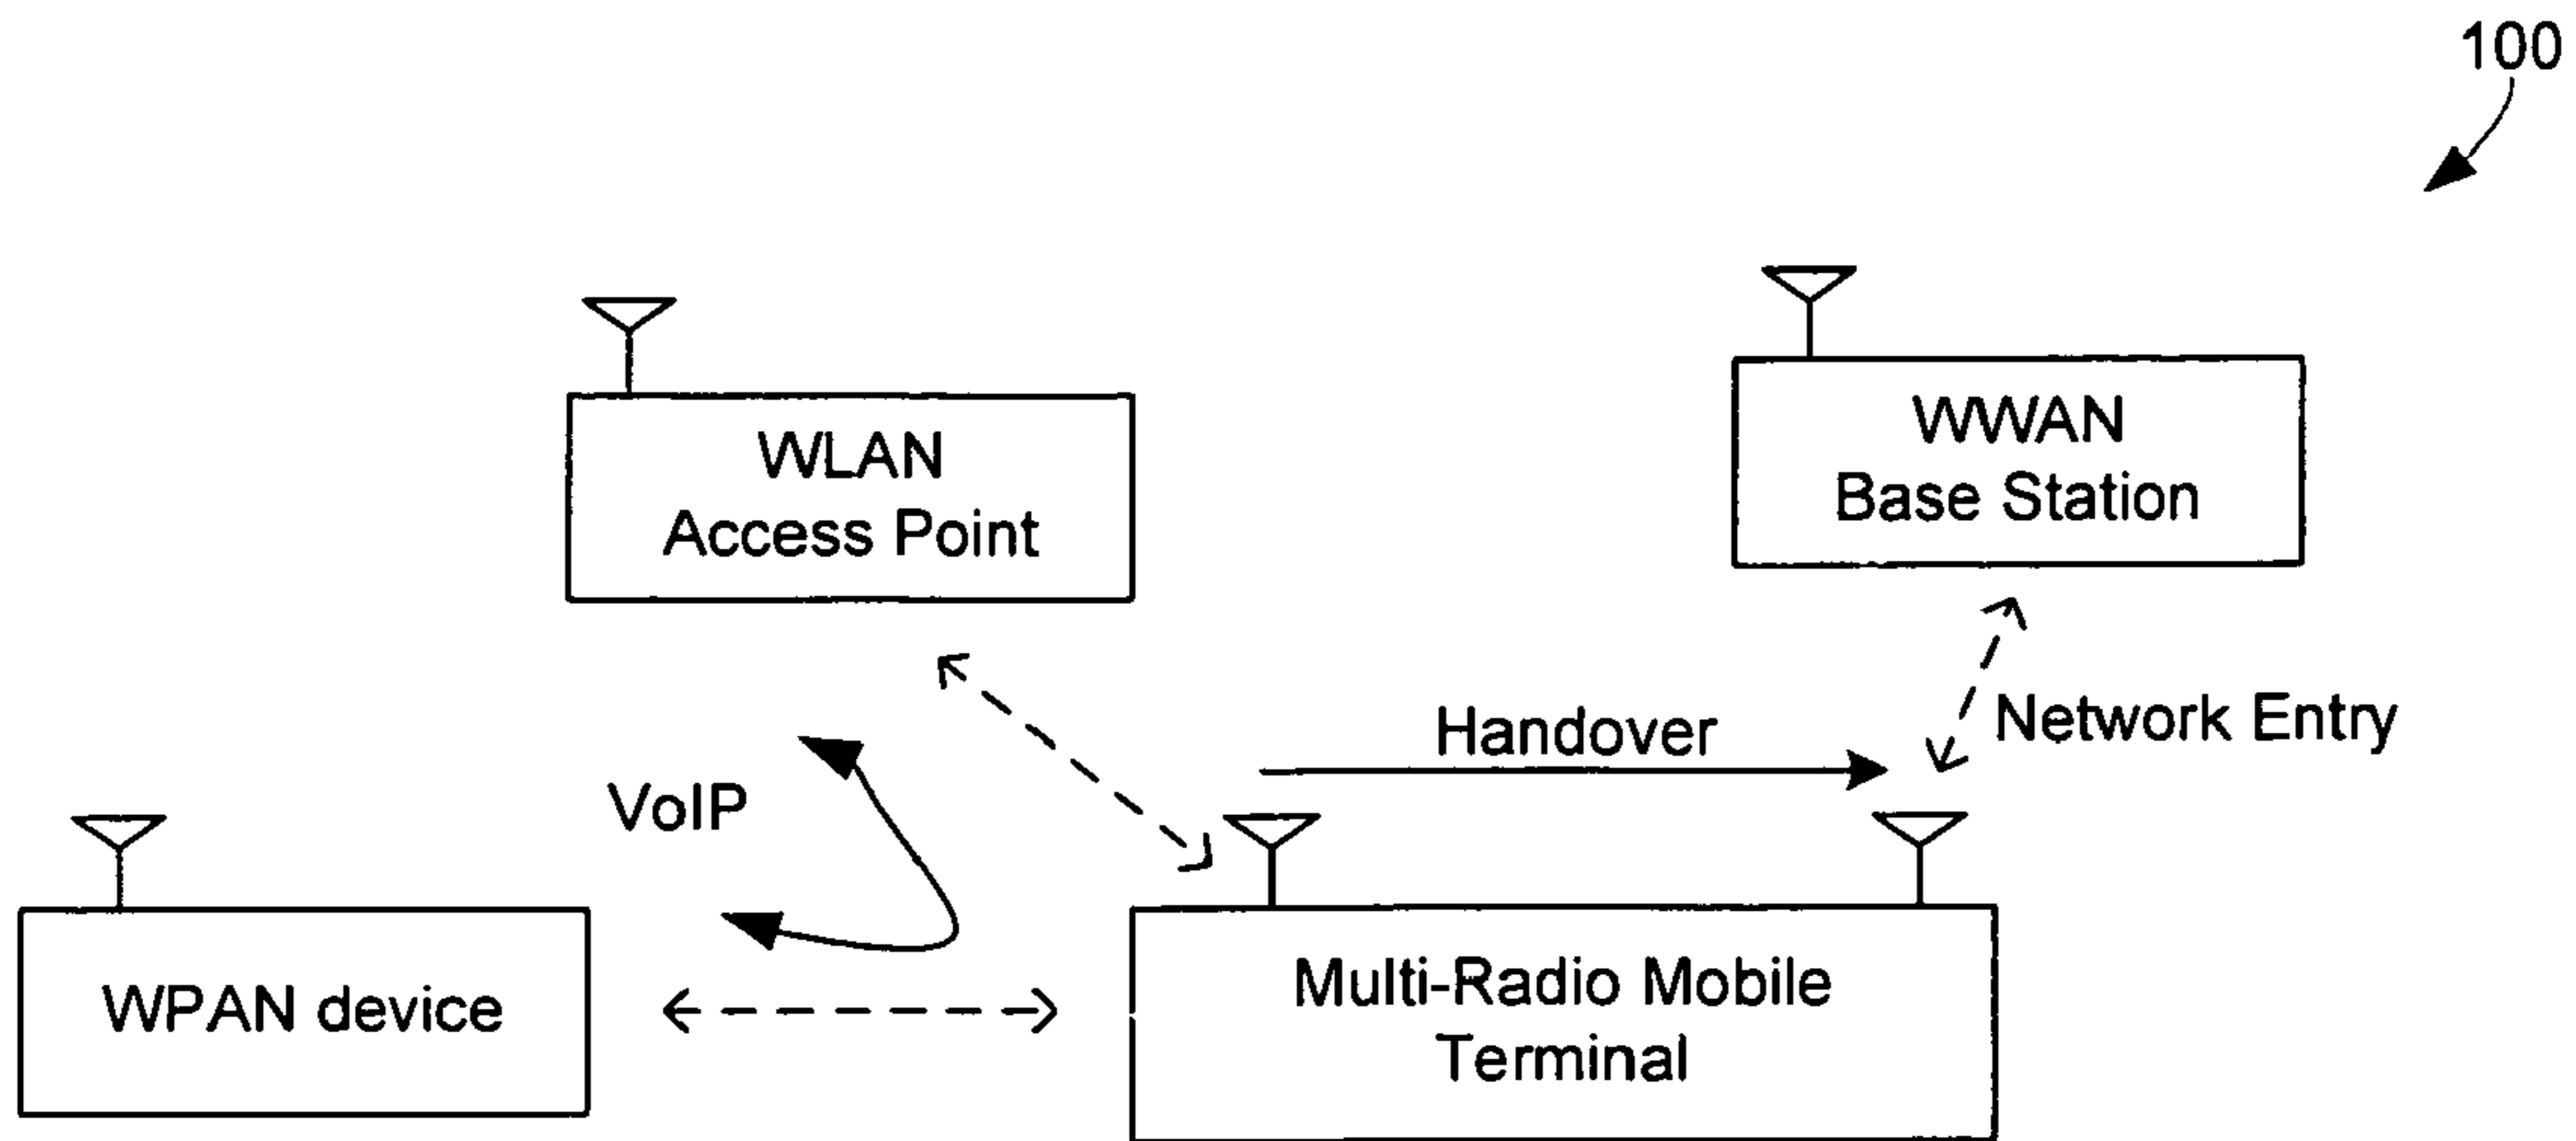 100
WLAN
Access Point
WWAN
Base Station
Handover
Network Entry
VoIP
WPAN device
Multi-Radio Mobile
Terminal